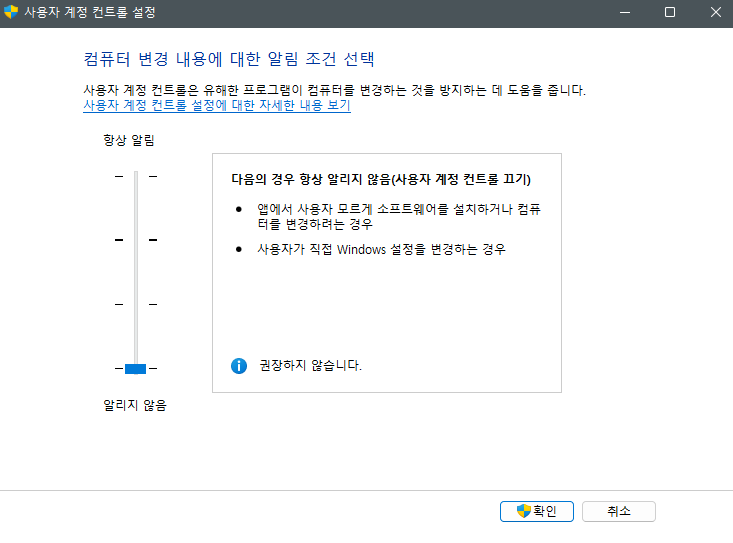 사용자 계정 컨트롤 설정
컴퓨터 변경 내용에 대한 알림 조건 선택
사용자 계정 컨트롤은 유해한 프로그램이 컴퓨터를 변경하는 것을 방지하는 데 도움을 줍니다.
사용자 계정 컨트롤 설정에 대한 자세한 내용 보기
항상 알림
다음의 경우 항상 알리지 않음(사용자 계정 컨트롤 끄기)
● 앱에서 사용자 모르게 소프트웨어를 설치하거나 컴퓨
터를 변경하려는 경우
● 사용자가 직접 Windows 설정을 변경하는 경우
권장하지 않습니다.
알리지 않음
확인
취소